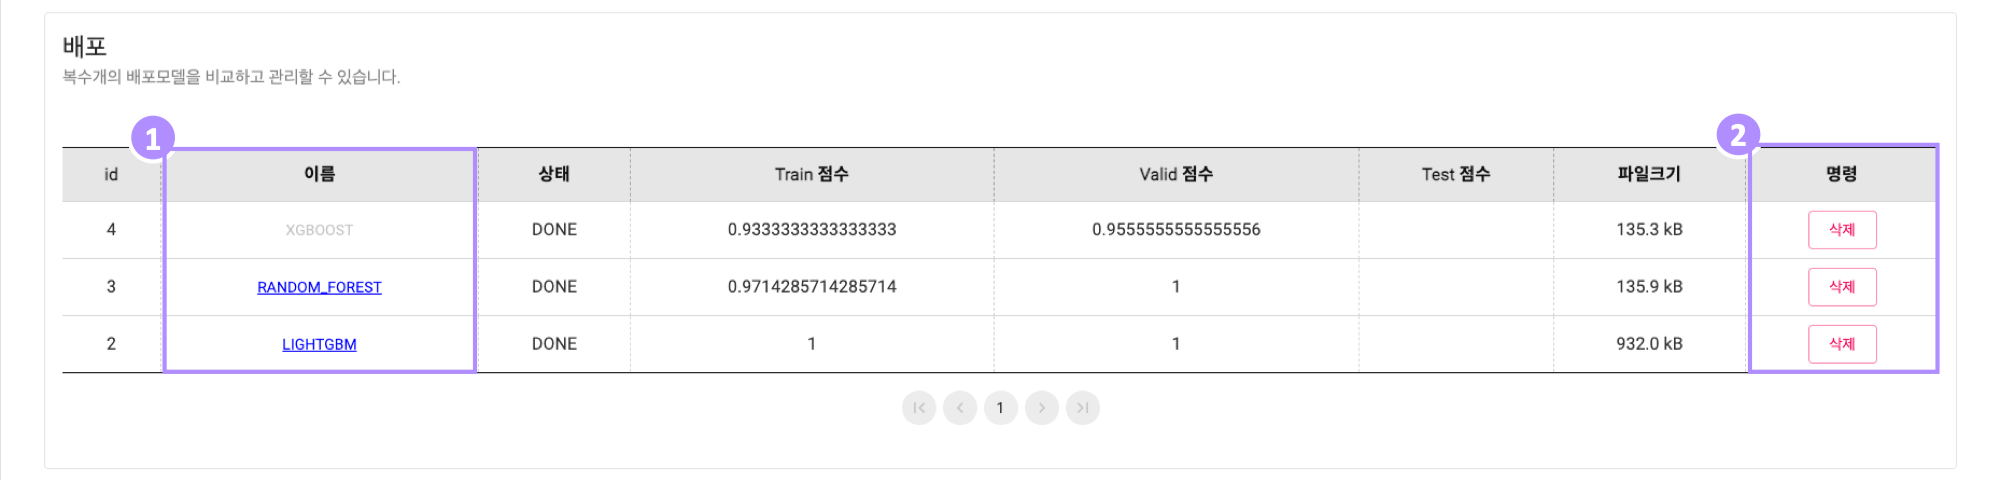 배포
복수개의 배포모델을 비교하고 관리할 수 있습니다.
1
2
id 이름 상태 Train 점수 Valid 점수 Test 점수 파일크기 명령
4 XGBOOST DONE 0.9333333333333333 0.9555555555555556 135.3 kB 삭제
3 RANDOM_FOREST DONE 0.9714285714285714 1 135.9 kB 삭제
2 LIGHTGBM DONE 1 1 932.0 kB 삭제
1